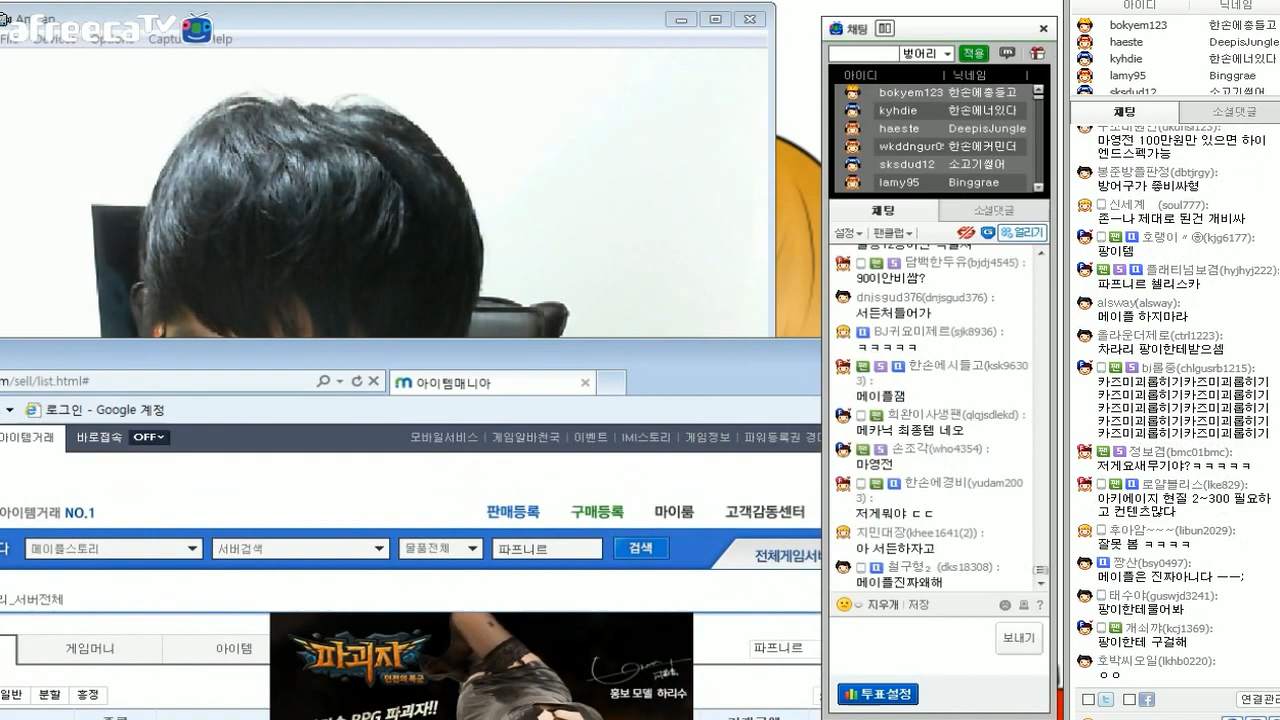 afreeraTV
Help
m/sell/list.html#
아이템매니아
로그인 - Google 계정
아이템거래
바로접속
OFF
모바일서비스
게임알바천국
이벤트
IMI스토리
게임정보
파워등록권
아이템거래 NO.1
판매등록
구매등록
마이룸
고객감동센터
메이플스토리
서버검색
물품전체
파프니르
검색
전체게임서
리_서버전체
게임머니
아이템
파프니르
일반
분할
흥정
파괴자
홍보 모델 하리수
채팅
벙어리
적용
아이디
닉네임
bokyem123 한손에총들고
kyhdie 한손에너있다
haeste DeepisJungle
한손에커민더
sksdud12 소고기썰어
lamy95 Binggrae
채팅
소셜댓글
설정
팬클럽
열리기
담백한두유(bjdj4545) :
90이안비쌈?
dnjsgud376(dnjsgud376) :
서든처들어가
BJ귀요미제르(sjk8936) :
ㅋㅋㅋㅋㅋ
한손에시들고(ksk9630
3) :
메이플잼
희완이사생팬(qlqjsdlekd) :
메카닉 최종템 네오
손조각(who4354) :
마영전
한손에경비(yudam200
3) :
저게뭐야 ㄷㄷ
지민대장(khee1641(2)) :
아 서든하자고
철구형₂ (dks18308) :
메이플진짜왜해
지우개
저장
보내기
투표설정
아이디
닉네임
bokyem123 한손에총들고
haeste DeepisJungle
kyhdie 한손에너있다
lamy95 Binggrae
sksdud12 소고기썰어
채팅
소셜댓글
마영전 100만원만 있으면 하이
엔드스펙가능
봉준방플판정(dbtjrgy):
방어구가 좆비싸형
신세계 (soul777):
존ㅡ나 제대로 된건 개비싸
호랭이〃㉭(kjg6177):
팡이템
플래티넘보검(hyjhyj222):
파프니르 첼리스카
alsway(alsway):
메이플 하지마라
올라운더제로(ctrl1223):
차라리 팡이한테받으셈
bj롤중(chlgusrb1215):
카즈미괴롭히기카즈미괴롭히기
카즈미괴롭히기카즈미괴롭히기
카즈미괴롭히기카즈미괴롭히기
카즈미괴롭히기카즈미괴롭히기
카즈미괴롭히기카즈미괴롭히기
정보겸(bmc01bmc):
저게요새무기야?ㅋㅋㅋㅋㅋ
로얄블리스(lke829):
아키에이지 현질 2~300 필요하
고 컨텐츠많다
후아암~~~(libun2029):
잘못 봄 ㅋㅋㅋㅋ
짱산(bsy0497):
메이플은 진짜아니다 ㅡㅡ;
태수야(guswjd3241):
팡이한테물어봐
개쇠꺄(kcj1369):
팡이한테 구걸해
호박씨오일(lkhb0220):
ㅇㅇ
연결관